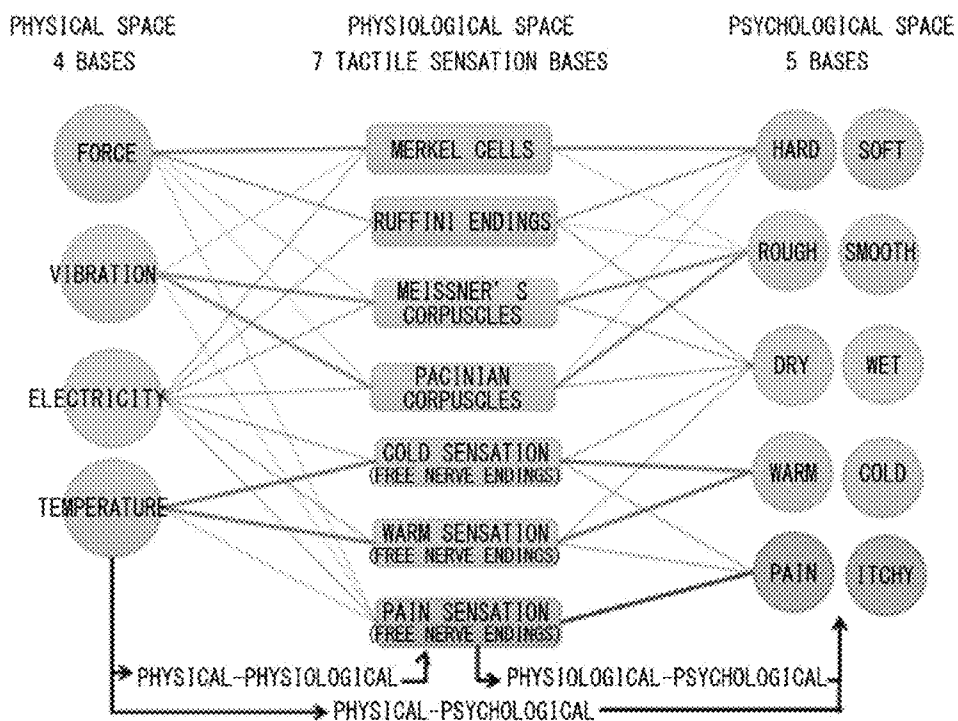 PHYSICAL SPACE
4 BASES
PHYSIOLOGICAL SPACE
7 TACTILE SENSATION BASES
PSYCHOLOGICAL SPACE
5 BASES
FORCE
VIBRATION
ELECTRICITY
TEMPERATURE
MERKEL CELLS
RUFFINI ENDINGS
MEISSNER'S
CORPUSCLES
PACINIAN
CORPUSCLES
COLD SENSATION
(FREE NERVE ENDINGS)
WARM SENSATION
(FREE NERVE ENDINGS)
PAIN SENSATION
(FREE NERVE ENDINGS)
HARD SOFT
ROUGH SMOOTH
DRY WET
WARM COLD
PAIN ITCHY
PHYSICAL-PHYSIOLOGICAL
PHYSIOLOGICAL-PSYCHOLOGICAL
PHYSICAL-PSYCHOLOGICAL